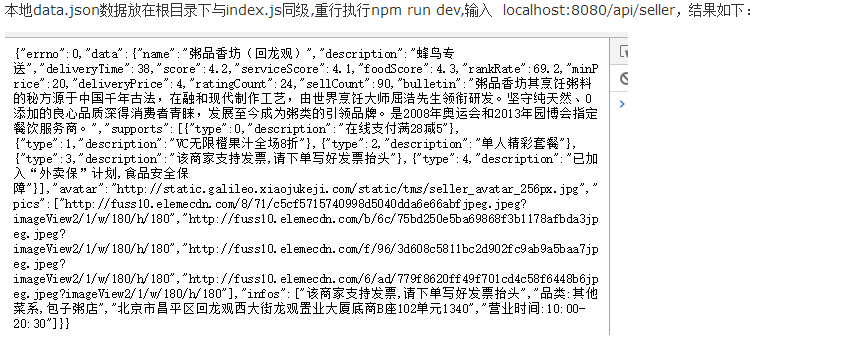 本地data.json数据放在根目录下与index.js同级,重行执行npm run dev,输入  localhost:8080/api/seller，结果如下：
{"errno":0,"data":{"name":"粥品香坊（回龙观）","description":"蜂鸟专
送","deliveryTime":38,"score":4.2,"serviceScore":4.1,"foodScore":4.3,"rankRate":69.2,"minP
rice":20,"deliveryPrice":4,"ratingCount":24,"sellCount":90,"bulletin":"粥品香坊其烹饪粥料
的秘方源于中国千年古法，在融和现代制作工艺，由世界烹饪大师屈浩先生领衔研发。坚守纯天然、0
添加的良心品质深得消费者青睐，发展至今成为粥类的引领品牌。是2008年奥运会和2013年园博会指定
餐饮服务商。","supports":[{"type":0,"description":"在线支付满28减5"},
{"type":1,"description":"VC无限橙果汁全场8折"},{"type":2,"description":"单人精彩套餐"},
{"type":3,"description":"该商家支持发票,请下单写好发票抬头"},{"type":4,"description":"已加
入“外卖保”计划,食品安全保
障"}],"avatar":"http://static.galileo.xiaojukeji.com/static/tms/seller_avatar_256px.jpg","
pics":["http://fuss10.elemecdn.com/8/71/c5cf5715740998d5040dda6e66abfjpeg.jpeg?
imageView2/1/w/180/h/180","http://fuss10.elemecdn.com/b/6c/75bd250e5ba69868f3b1178afbda3jp
eg.jpeg?
imageView2/1/w/180/h/180","http://fuss10.elemecdn.com/f/96/3d608c5811bc2d902fc9ab9a5baa7jp
eg.jpeg?
imageView2/1/w/180/h/180","http://fuss10.elemecdn.com/6/ad/779f8620ff49f701cd4c58f6448b6jp
eg.jpeg?imageView2/1/w/180/h/180"],"infos":["该商家支持发票,请下单写好发票抬头","品类:其他
菜系,包子粥店","北京市昌平区回龙观西大街龙观置业大厦底商B座102单元1340","营业时间:10:00-
20:30"]}}